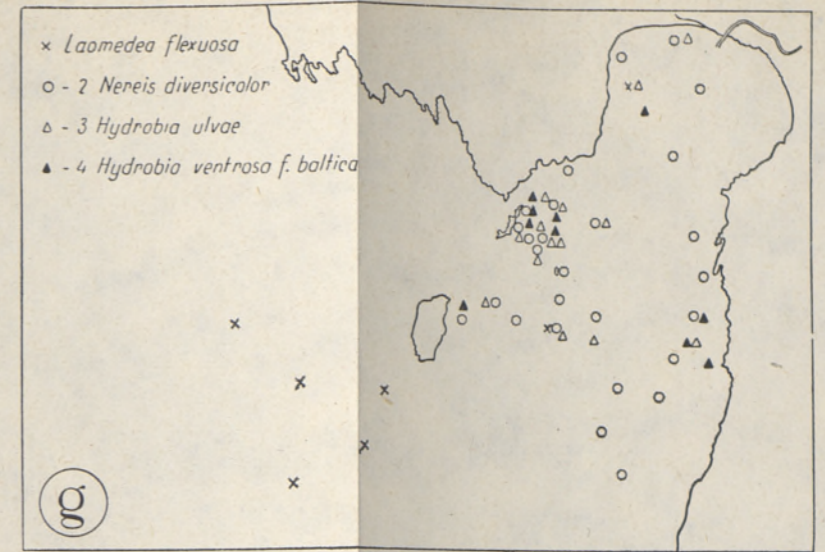 × Laomedea flexuosa
○ - 2 Nereis diversicolor
△ - 3 Hydrobia ulvae
▲ - 4 Hydrobia ventrosa f. baltica
g